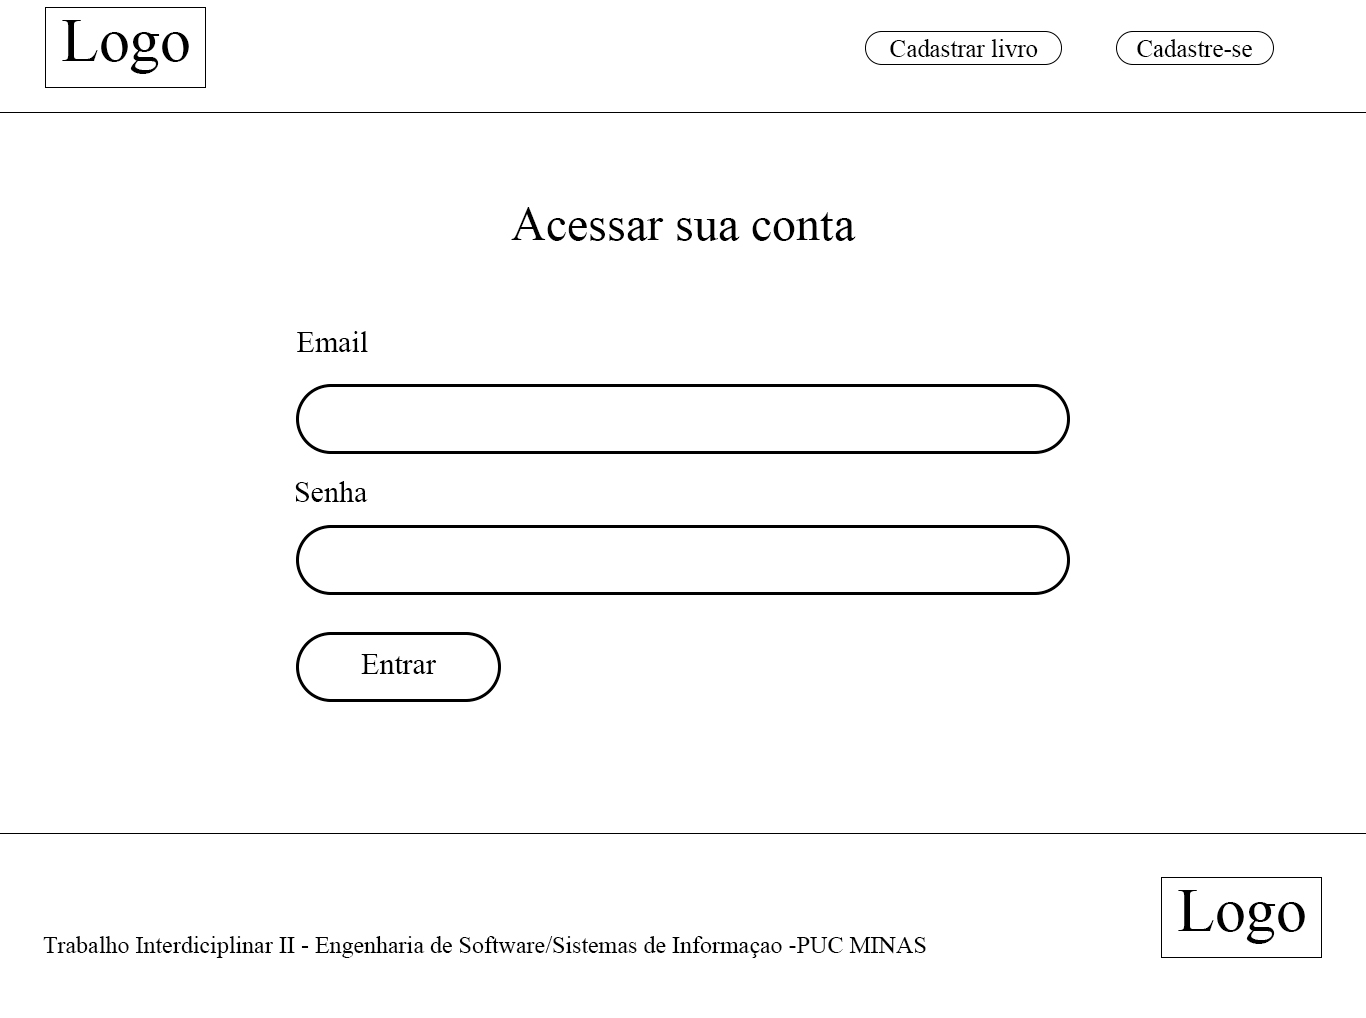 Logo
Cadastrar livro
Cadastre-se
Acessar sua conta
Email
Senha
Entrar
Logo
Trabalho Interdiciplinar II - Engenharia de Software/Sistemas de Informaçao -PUC MINAS